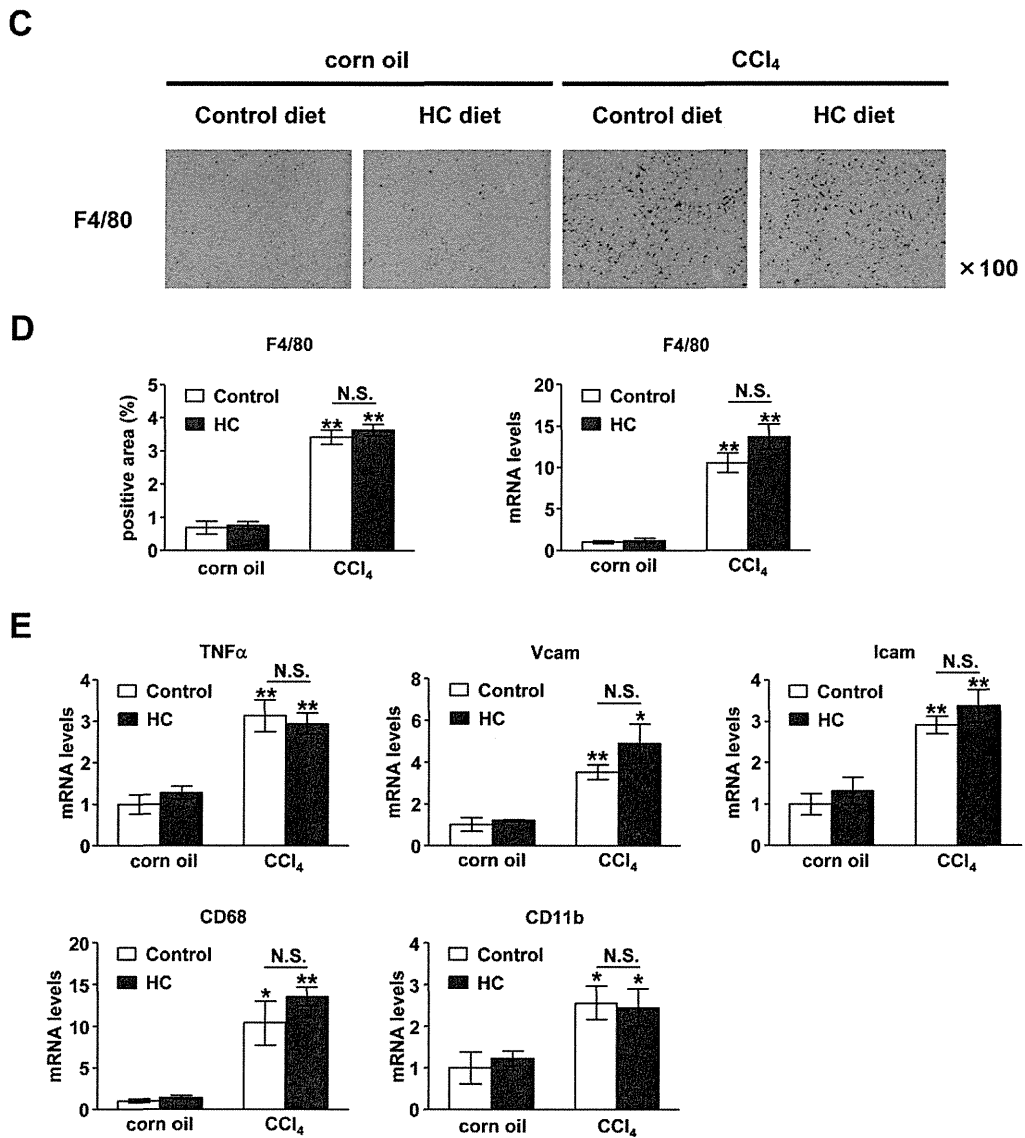 C
corn oil CCl₄
Control diet HC diet Control diet HC diet
F4/80
×100
D
F4/80
positive area (%)
5
4
3
2
1
0
Control
HC
N.S.
** **
corn oil CCl₄
F4/80
mRNA levels
20
15
10
5
0
Control
HC
N.S.
** **
corn oil CCl₄
E
TNFα
mRNA levels
4
3
2
1
0
Control
HC
N.S.
** **
corn oil CCl₄
Vcam
mRNA levels
8
6
4
2
0
Control
HC
N.S.
** *
corn oil CCl₄
Icam
mRNA levels
4
3
2
1
0
Control
HC
N.S.
** **
corn oil CCl₄
CD68
mRNA levels
20
15
10
5
0
Control
HC
N.S.
* **
corn oil CCl₄
CD11b
mRNA levels
4
3
2
1
0
Control
HC
N.S.
* *
corn oil CCl₄